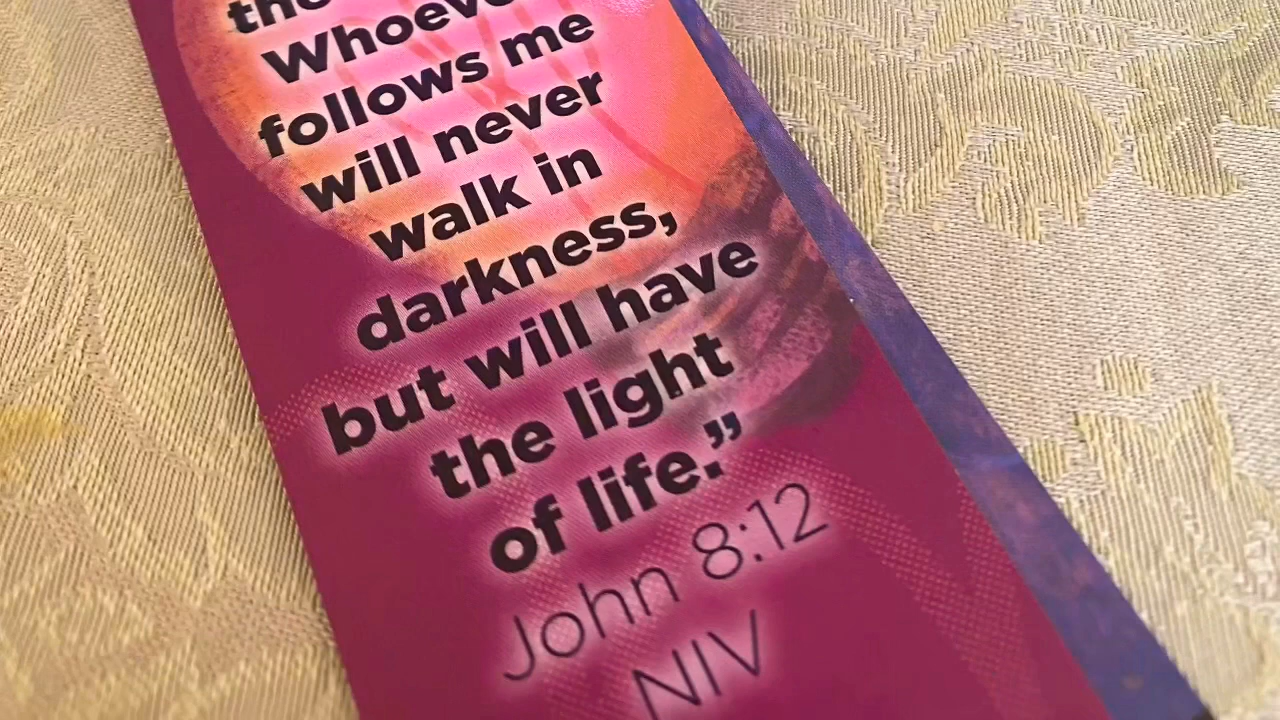 the
Whoever
follows me
will never
walk in
darkness,
but will have
the light
of life.”
John 8:12
NIV